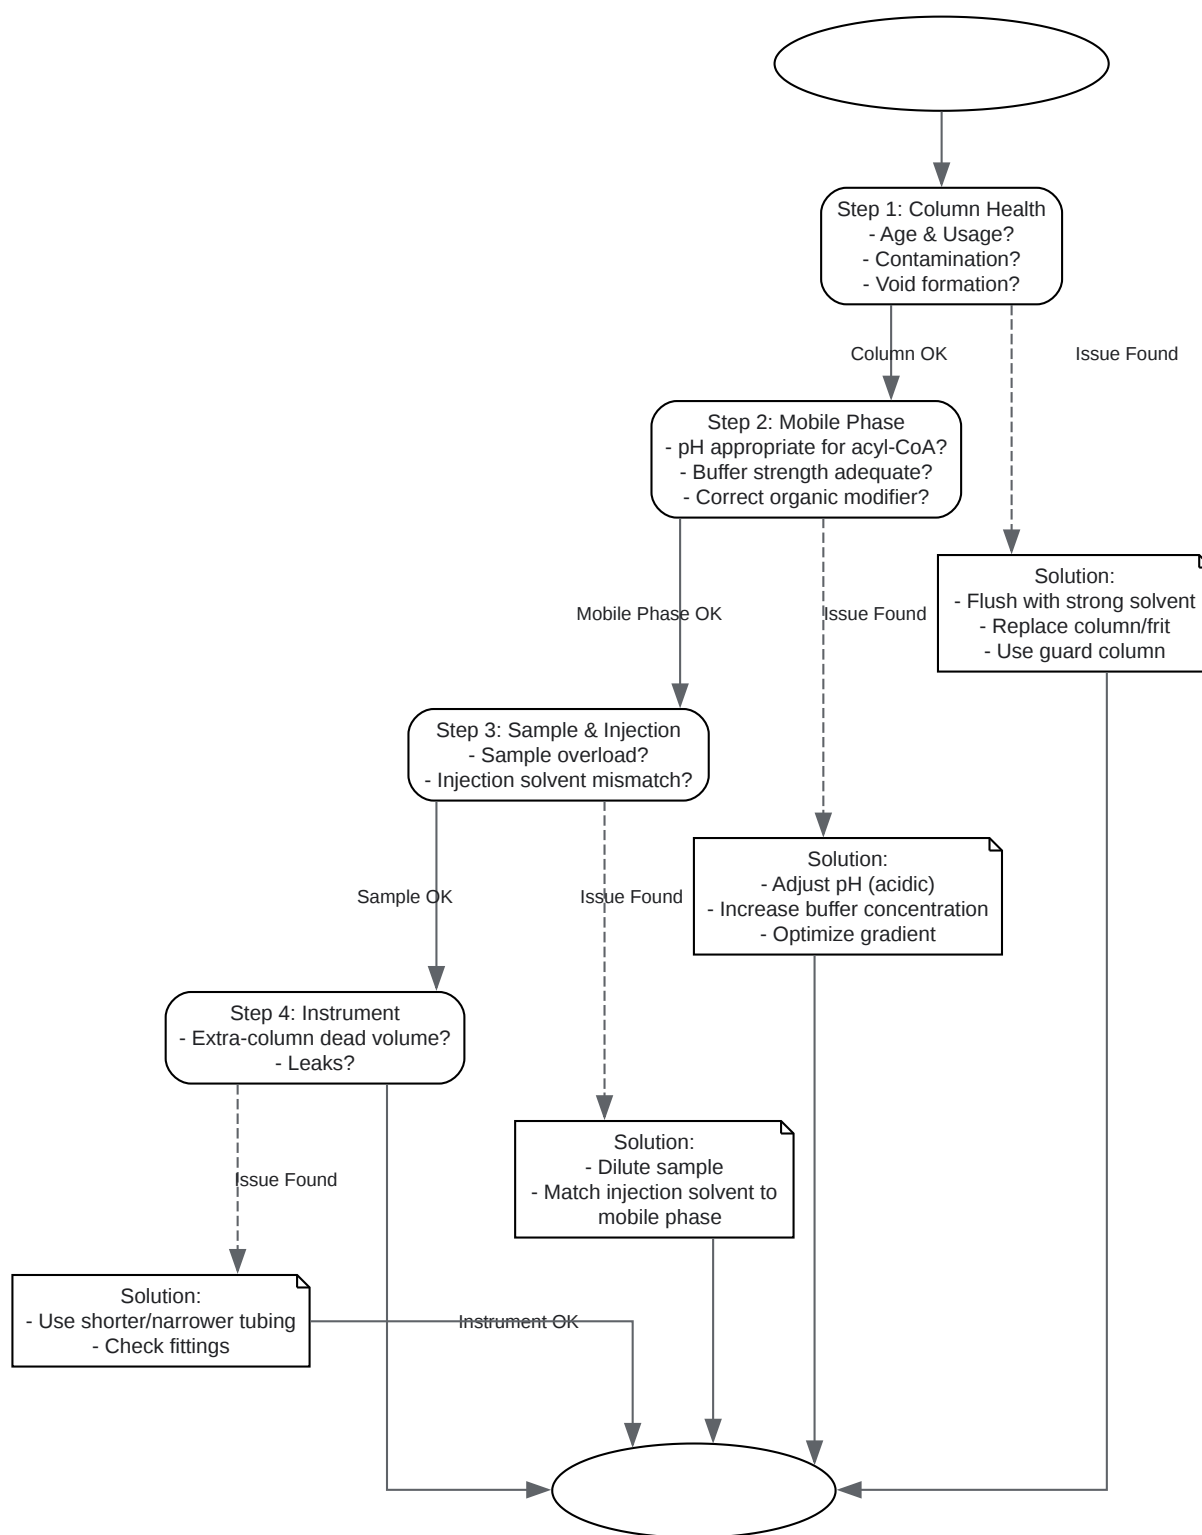 Step 1: Column Health
- Age & Usage?
- Contamination?
- Void formation?
Column OK
Issue Found
Step 2: Mobile Phase
- pH appropriate for acyl-CoA?
- Buffer strength adequate?
- Correct organic modifier?
Solution:
- Flush with strong solvent
- Replace column/frit
- Use guard column
Mobile Phase OK
Issue Found
Step 3: Sample & Injection
- Sample overload?
- Injection solvent mismatch?
Solution:
- Adjust pH (acidic)
- Increase buffer concentration
- Optimize gradient
Sample OK
Issue Found
Step 4: Instrument
- Extra-column dead volume?
- Leaks?
Solution:
- Dilute sample
- Match injection solvent to
mobile phase
Issue Found
Solution:
- Use shorter/narrower tubing
- Check fittings
Instrument OK